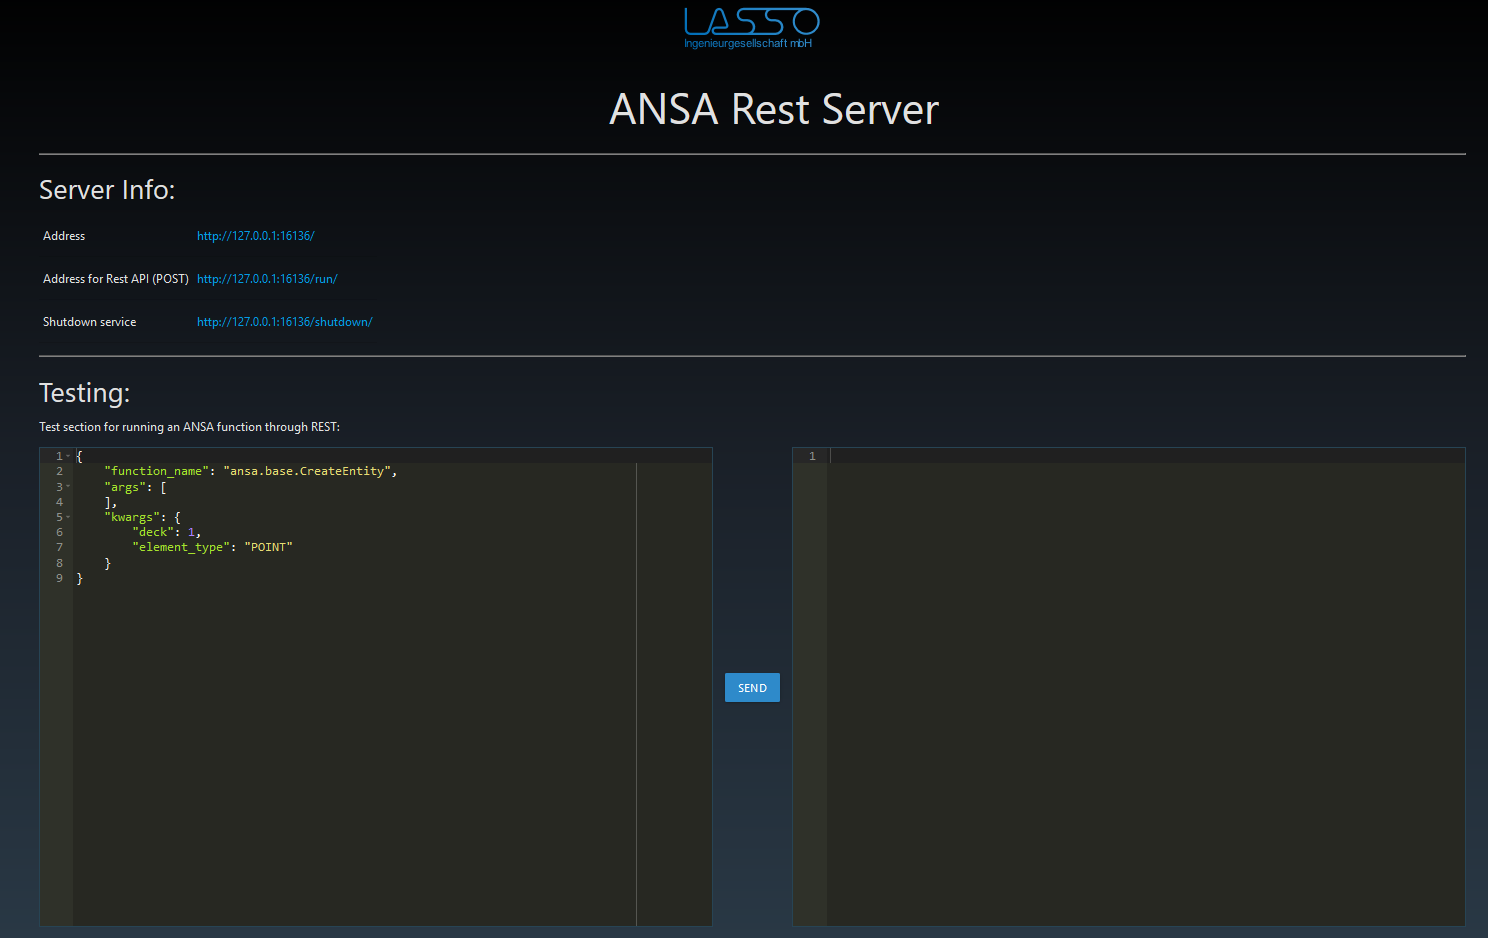 LASSO
Ingenieurgesellschaft mbH
ANSA Rest Server
Server Info:
Address http://127.0.0.1:16136/
Address for Rest API (POST) http://127.0.0.1:16136/run/
Shutdown service http://127.0.0.1:16136/shutdown/
Testing:
Test section for running an ANSA function through REST:
1 {
2     "function_name": "ansa.base.CreateEntity",
3     "args": [
4     ],
5     "kwargs": {
6         "deck": 1,
7         "element_type": "POINT"
8     }
9 }
SEND
1